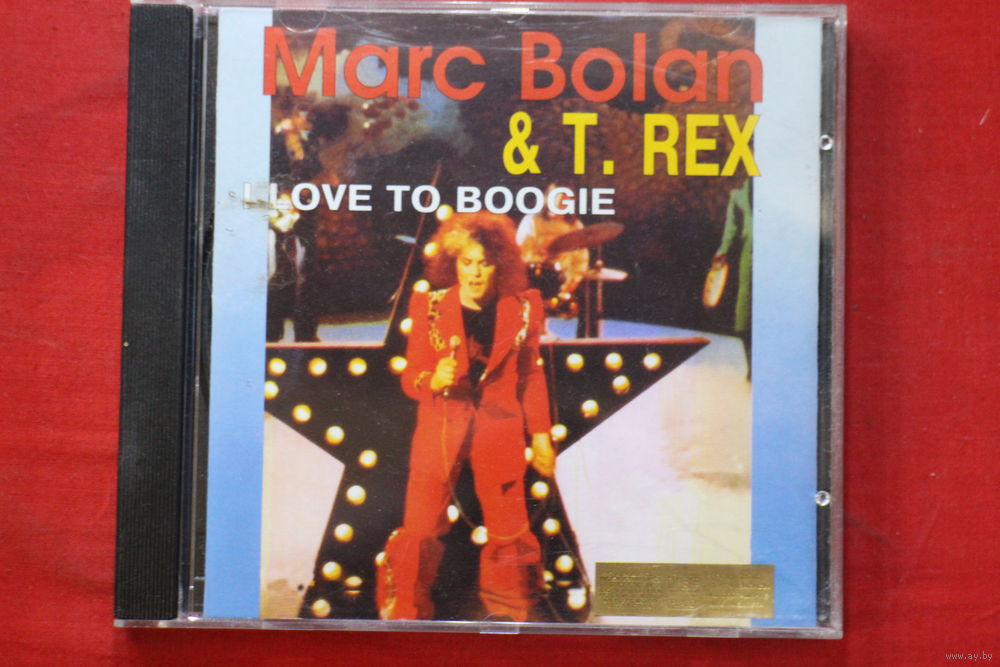 Marc Bolan
& T. REX
I LOVE TO BOOGIE
www.ay.by